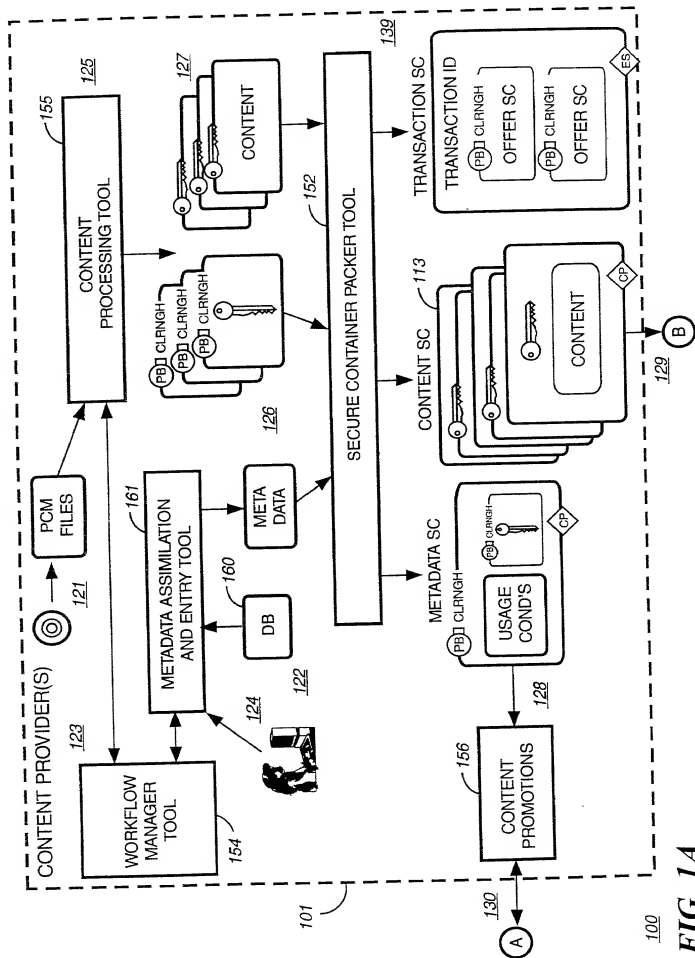 CONTENT PROVIDER(S)
123
121
PCM
FILES
155
125
CONTENT
PROCESSING TOOL
WORKFLOW
MANAGER
TOOL
154
124
122
161
METADATA ASSIMILATION
AND ENTRY TOOL
DB
160
META
DATA
126
PB CLRNGH
PB CLRNGH
PB CLRNGH
127
CONTENT
152
SECURE CONTAINER PACKER TOOL
139
METADATA SC
PB CLRNGH
USAGE
COND'S
PB CLRNGH
CP
CONTENT SC
113
CONTENT
CP
TRANSACTION SC
TRANSACTION ID
PB CLRNGH
OFFER SC
PB CLRNGH
OFFER SC
ES
128
156
CONTENT
PROMOTIONS
129
B
101
130
A
100
FIG. 1A